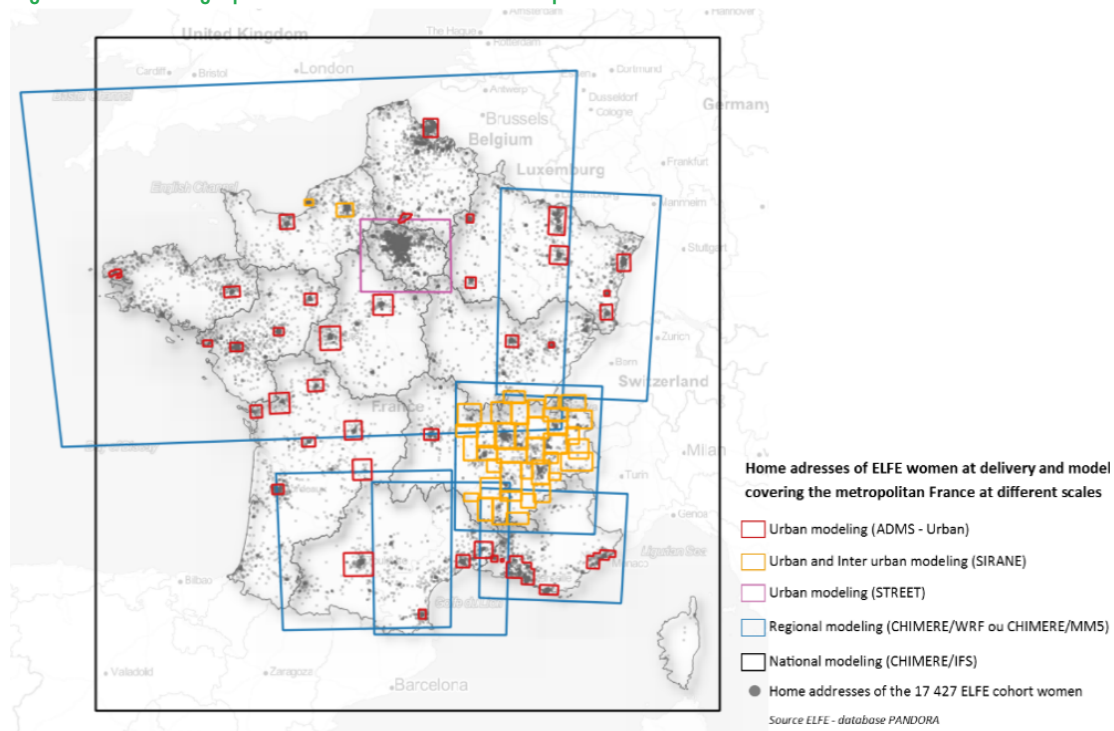 United Kingdom
The Hague
Rotterdam
Hannover
Cardiff
Bristol
London
Dortmund
Antwerp
Dusseldorf
Cologne
Germany
Brussels
Belgium
Frankfurt
Luxemburg
English Channel
Mannheim
Stuttgart
Zurich
Bern
Switzerland
France
Milan
Turin
Genoa
Ligurian Sea
Monaco
Bilbao
Valladolid
Zaragoza
Barcelona
Home adresses of ELFE women at delivery and model
covering the metropolitan France at different scales
Urban modeling (ADMS - Urban)
Urban and Inter urban modeling (SIRANE)
Urban modeling (STREET)
Regional modeling (CHIMERE/WRF ou CHIMERE/MM5)
National modeling (CHIMERE/IFS)
Home addresses of the 17 427 ELFE cohort women
Source ELFE - database PANDORA